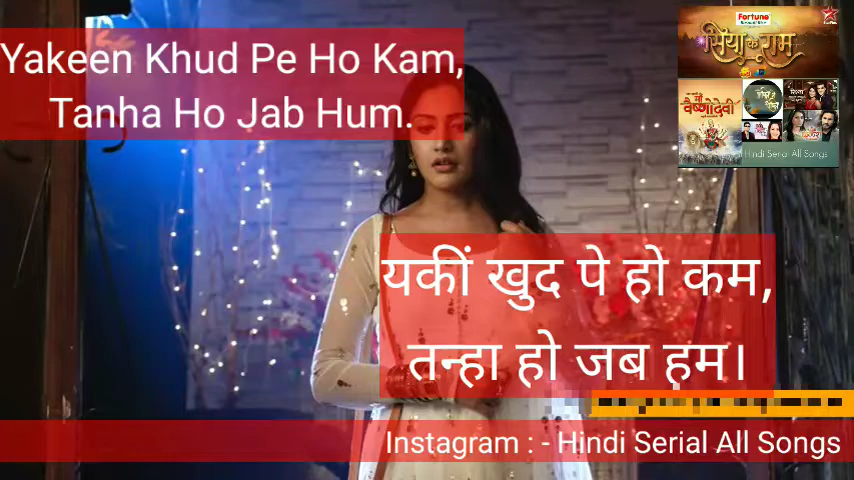 Yakeen Khud Pe Ho Kam,
Tanha Ho Jab Hum.
Fortune
सिया के राम
माँ
वैष्णोदेवी
Hindi Serial All Songs
यकीं खुद पे हो कम,
तन्हा हो जब हम।
Instagram : - Hindi Serial All Songs